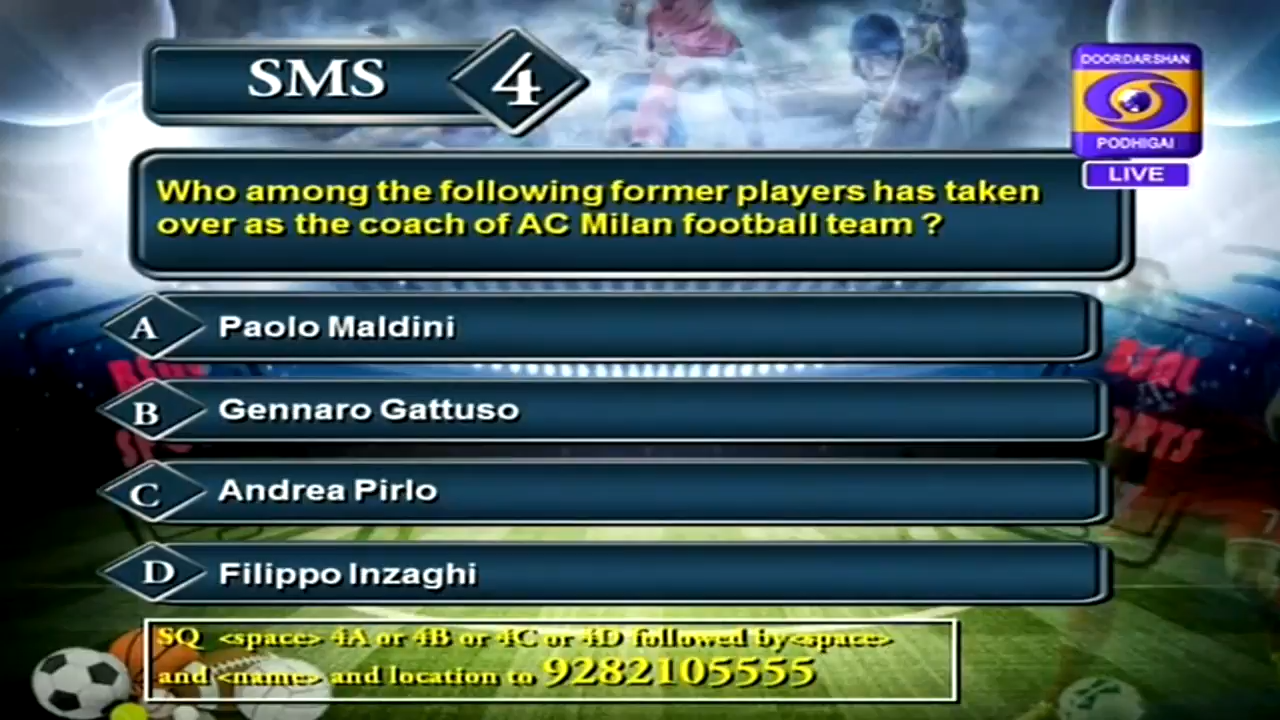 SMS 4
DOORDARSHAN
PODHIGAI
LIVE
Who among the following former players has taken
over as the coach of AC Milan football team ?
A Paolo Maldini
B Gennaro Gattuso
C Andrea Pirlo
D Filippo Inzaghi
SQ <space> 4A or 4B or 4C or 4D followed by<space>
and <name> and location to 9282105555